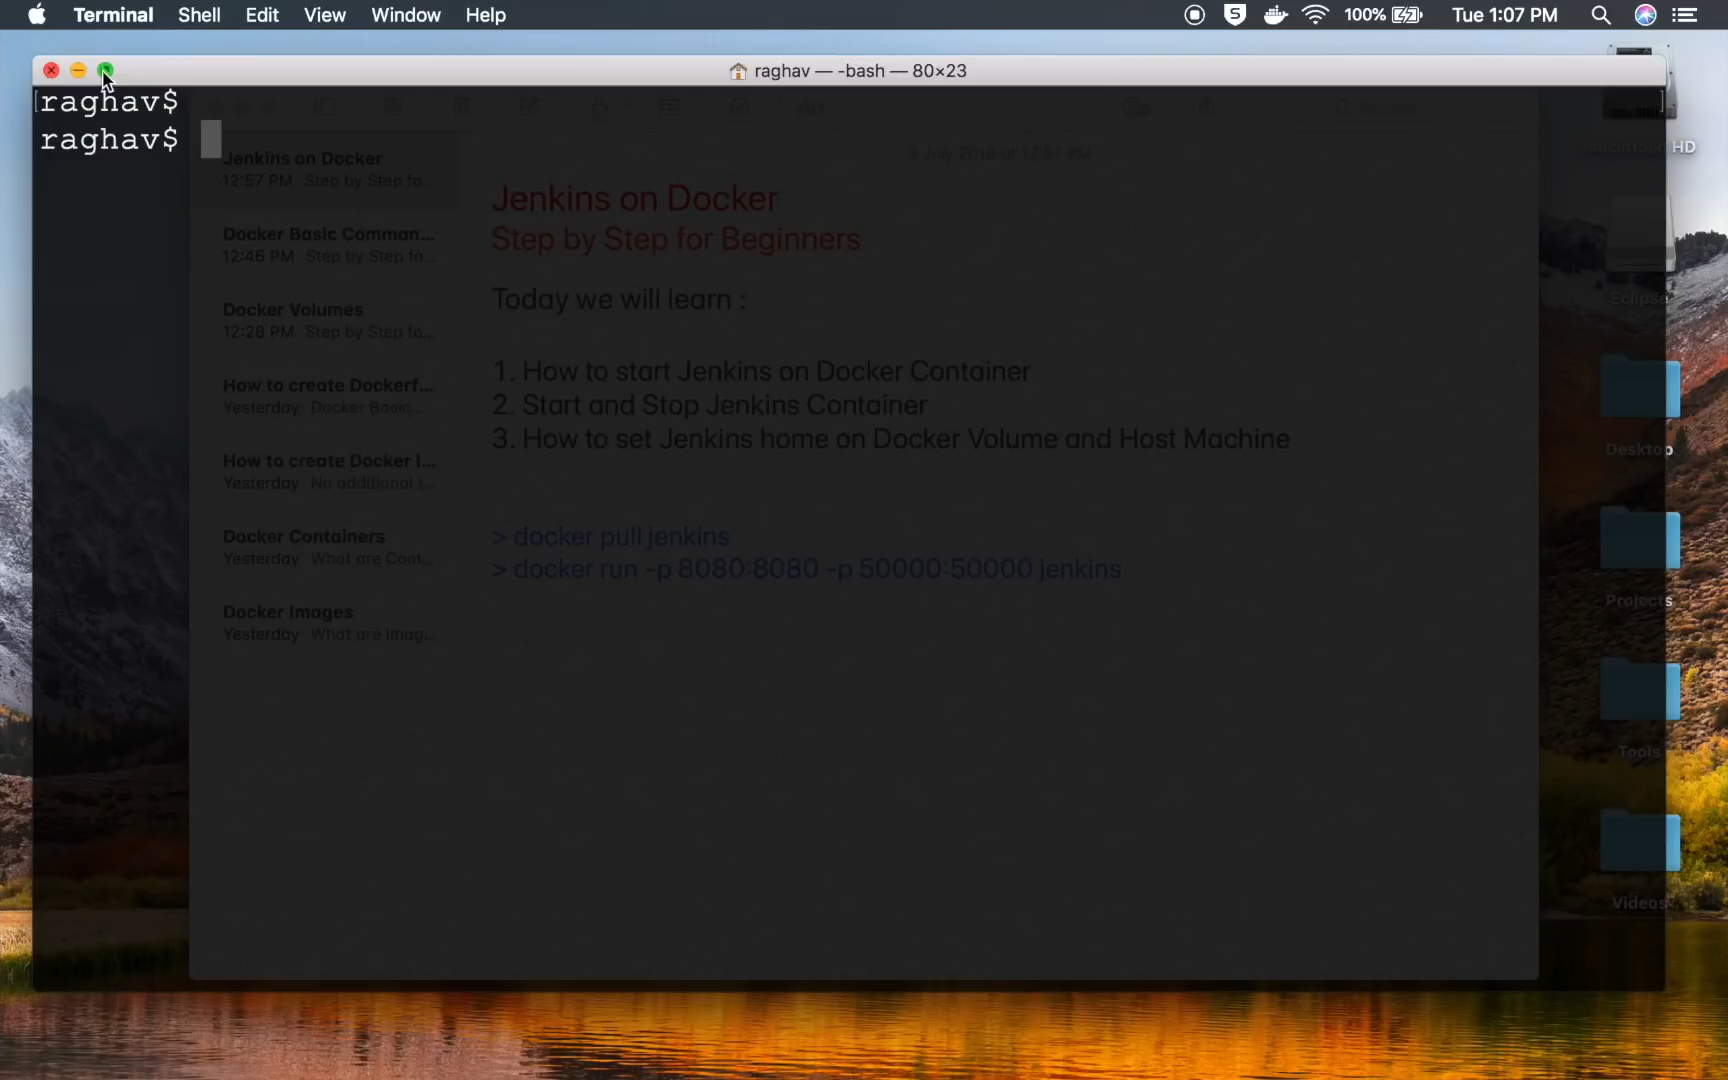 Terminal Shell Edit View Window Help
S 100% Tue 1:07 PM
raghav — -bash — 80×23
raghav$
raghav$
Jenkins on Docker
12:57 PM Step by Step fo...
Docker Basic Comman...
12:46 PM Step by Step fo...
Docker Volumes
12:28 PM Step by Step fo...
How to create Dockerf...
Yesterday Docker Basic...
How to create Docker I...
Yesterday No additional t...
Docker Containers
Yesterday What are Cont...
Docker Images
Yesterday What are Imag...
Jenkins on Docker
Step by Step for Beginners
Today we will learn :
1. How to start Jenkins on Docker Container
2. Start and Stop Jenkins Container
3. How to set Jenkins home on Docker Volume and Host Machine
> docker pull jenkins
> docker run -p 8080:8080 -p 50000:50000 jenkins
Macintosh HD
Eclipse
Desktop
Projects
Tools
Videos